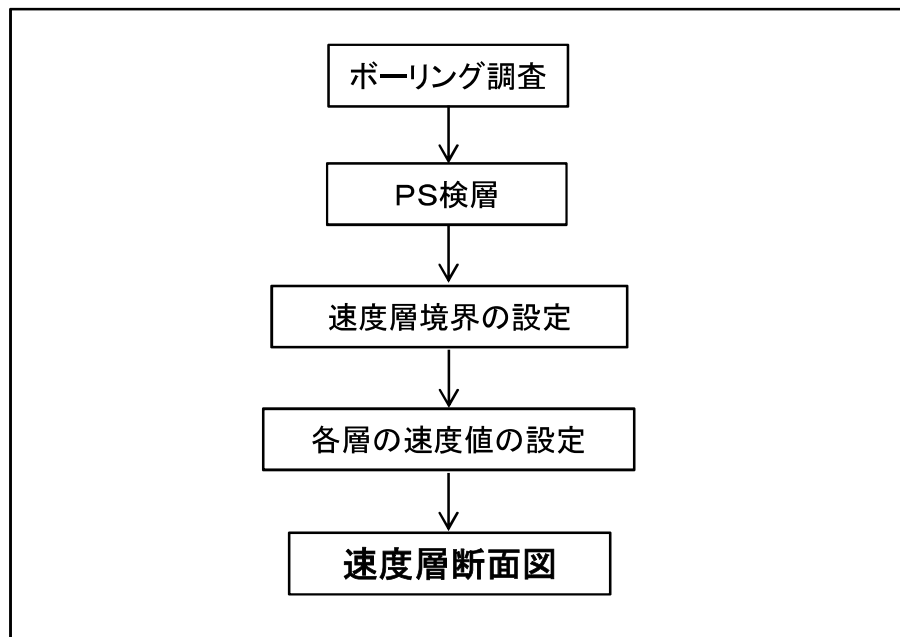 ボーリング調査
PS検層
速度層境界の設定
各層の速度値の設定
速度層断面図